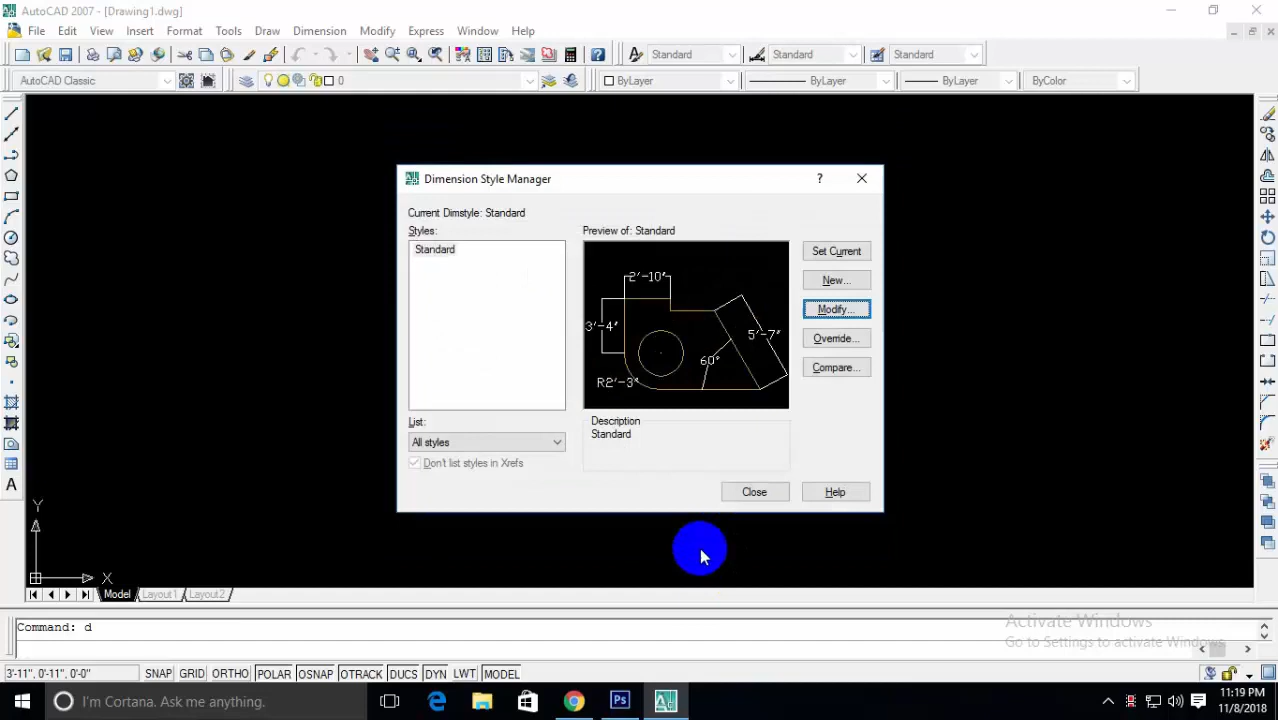 AutoCAD 2007 - [Drawing1.dwg]
File Edit View Insert Format Tools Draw Dimension Modify Express Window Help
Standard Standard Standard
AutoCAD Classic 0 ByLayer ByLayer ByLayer ByColor
Dimension Style Manager
Current Dimstyle: Standard
Styles:
Standard
Preview of: Standard
2'-10"
3'-4"
5'-7"
60°
R2'-3"
Set Current
New...
Modify...
Override...
Compare...
List:
All styles
Don't list styles in Xrefs
Description
Standard
Close Help
Y
X
Model Layout1 Layout2
Command: d
Activate Windows
Go to Settings to activate Windows.
3'-11", 0'-11", 0'-0" SNAP GRID ORTHO POLAR OSNAP OTRACK DUCS DYN LWT MODEL
I'm Cortana. Ask me anything.
11:19 PM
11/8/2018